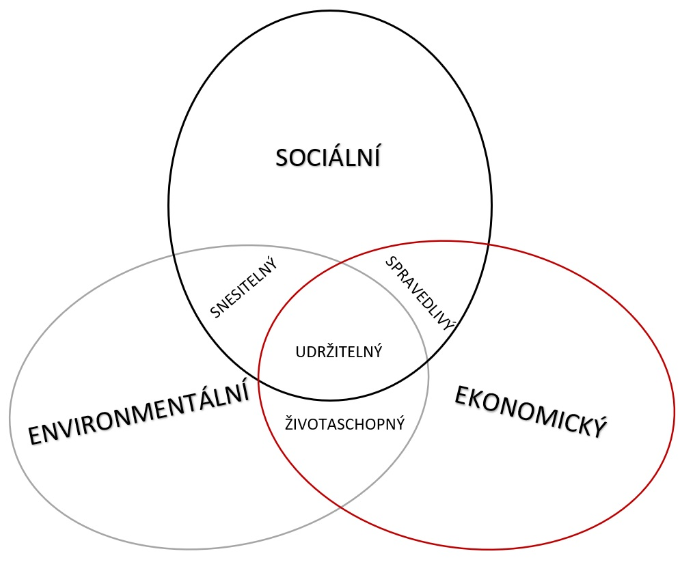 SOCIÁLNÍ
SNESITELNÝ
SPRAVEDLIVÝ
UDRŽITELNÝ
ENVIRONMENTÁLNÍ
EKONOMICKÝ
ŽIVOTASCHOPNÝ